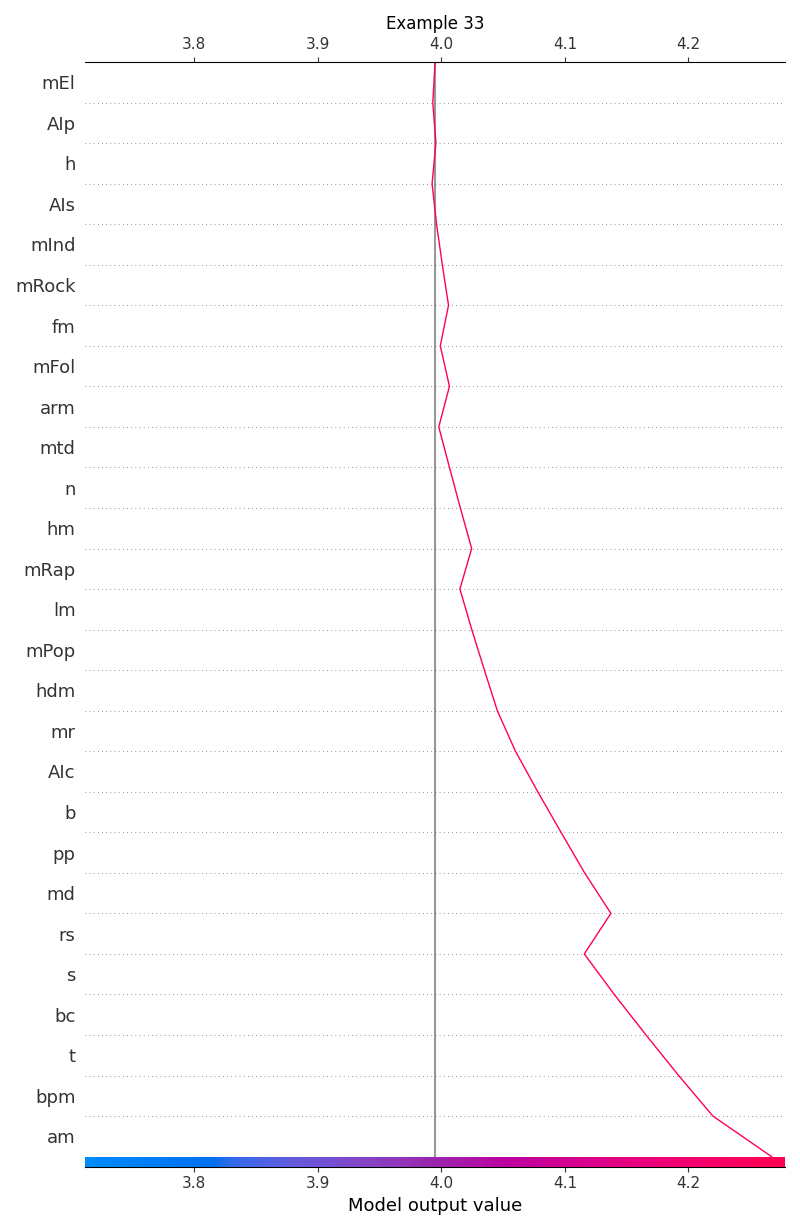 Example 33
3.8 3.9 4.0 4.1 4.2
mEl
AIp
h
AIs
mInd
mRock
fm
mFol
arm
mtd
n
hm
mRap
lm
mPop
hdm
mr
AIc
b
pp
md
rs
s
bc
t
bpm
am
3.8 3.9 4.0 4.1 4.2
Model output value